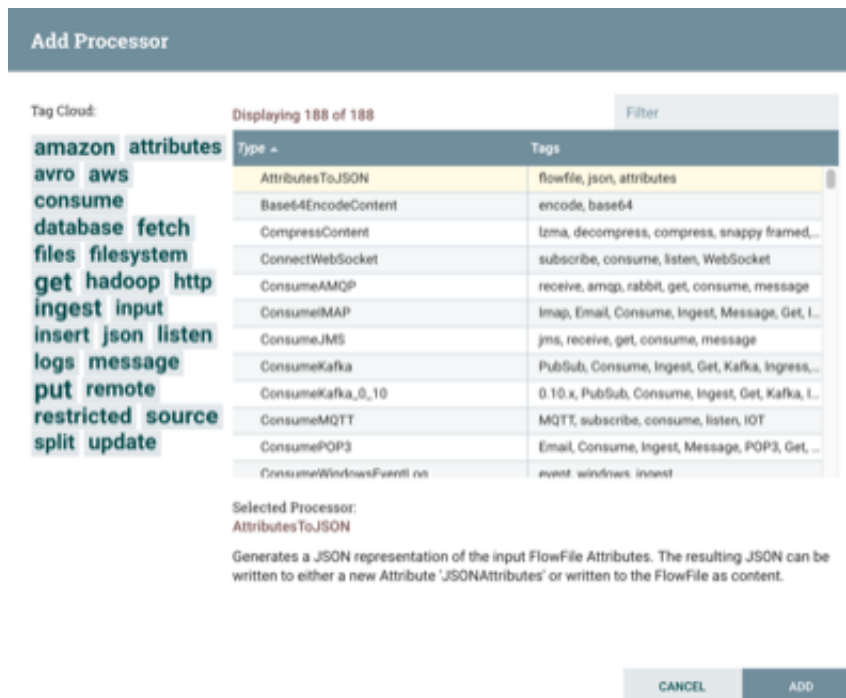 Add Processor
Tag Cloud:
amazon attributes
avro aws
consume
database fetch
files filesystem
get hadoop http
ingest input
insert json listen
logs message
put remote
restricted source
split update
Displaying 188 of 188
Filter
Type Tags
AttributesToJSON flowfile, json, attributes
Base64EncodeContent encode, base64
CompressContent lzma, decompress, compress, snappy framed,...
ConnectWebSocket subscribe, consume, listen, WebSocket
ConsumeAMQP receive, amqp, rabbit, get, consume, message
ConsumeIMAP Imap, Email, Consume, Ingest, Message, Get, I...
ConsumeJMS jms, receive, get, consume, message
ConsumeKafka PubSub, Consume, Ingest, Get, Kafka, Ingress,...
ConsumeKafka_0_10 0.10.x, PubSub, Consume, Ingest, Get, Kafka, I...
ConsumeMQTT MQTT, subscribe, consume, listen, IOT
ConsumePOP3 Email, Consume, Ingest, Message, POP3, Get, ...
ConsumeWindowsEventLog event, windows, ingest
Selected Processor:
AttributesToJSON
Generates a JSON representation of the input FlowFile Attributes. The resulting JSON can be
written to either a new Attribute 'JSONAttributes' or written to the FlowFile as content.
CANCEL ADD